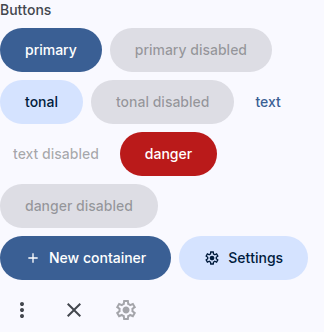 Buttons
primary primary disabled
tonal tonal disabled text
text disabled danger
danger disabled
+ New container Settings